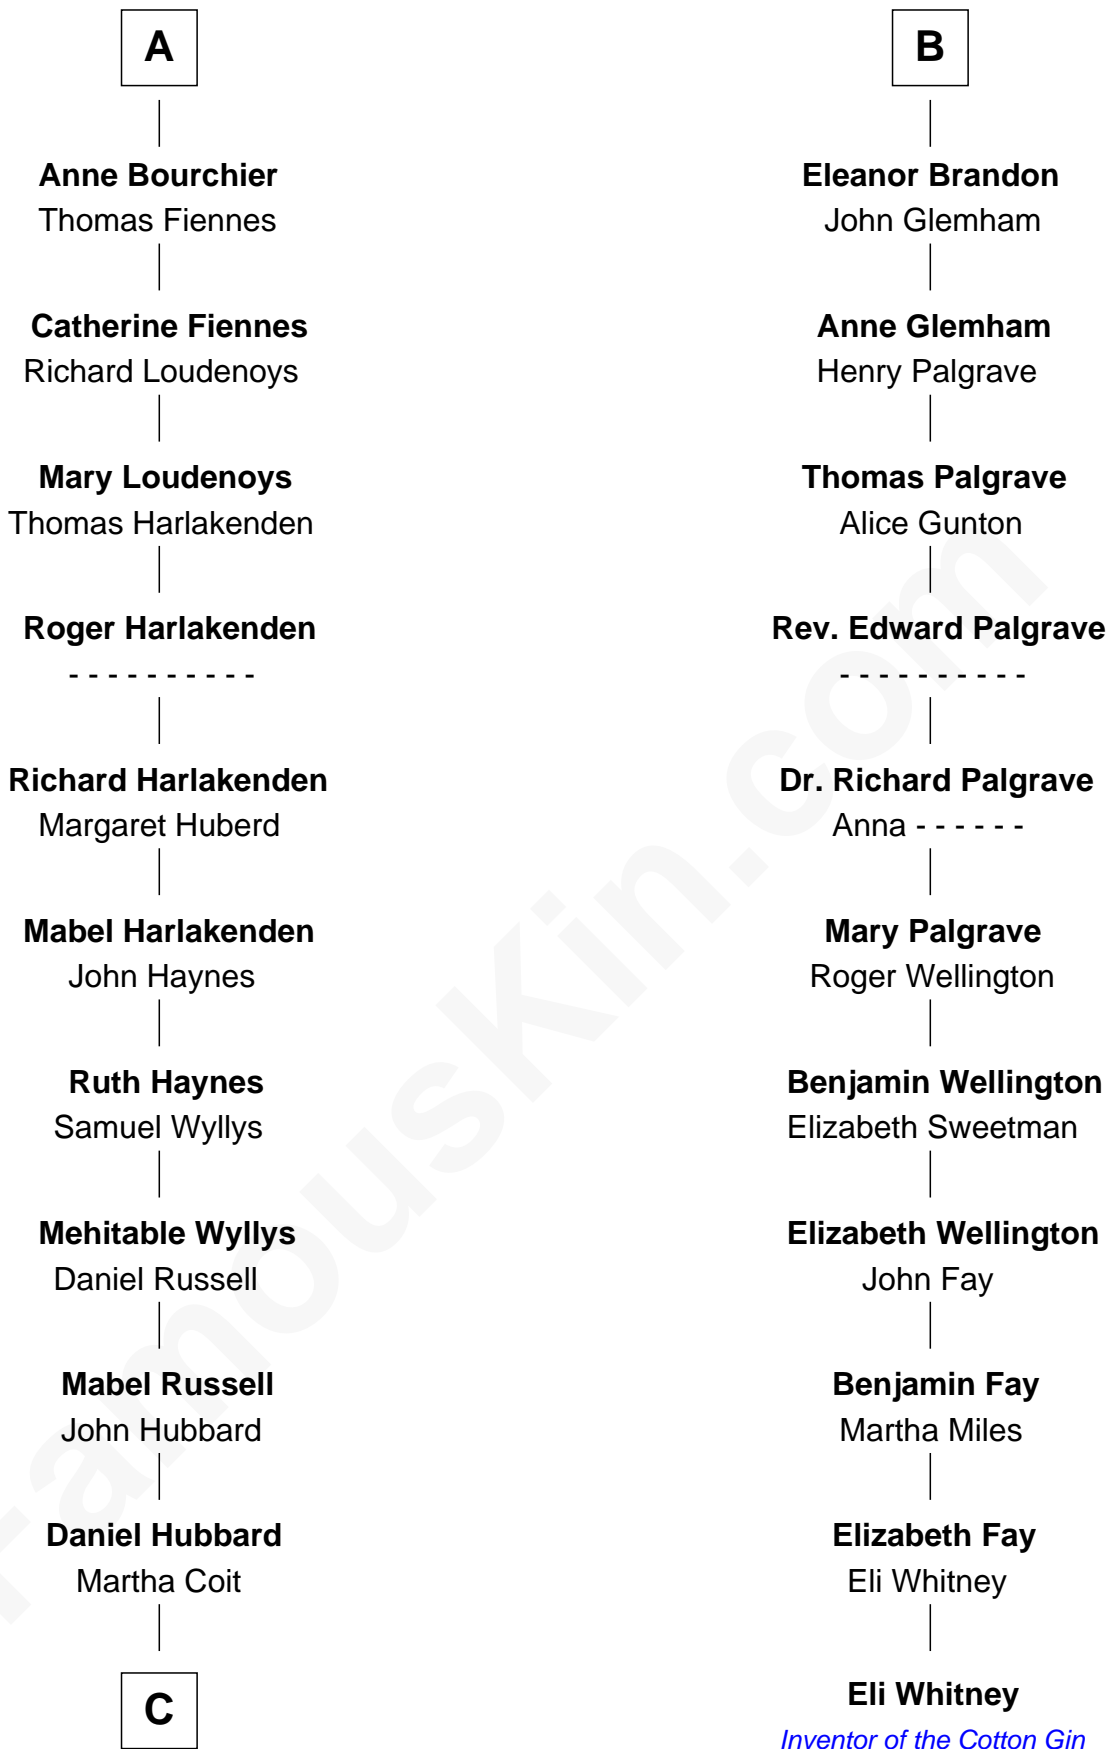 A
Anne Bourchier
Thomas Fiennes
Catherine Fiennes
Richard Loudenoys
Mary Loudenoys
Thomas Harlakenden
Roger Harlakenden
- - - - - - - - - -
Richard Harlakenden
Margaret Huberd
Mabel Harlakenden
John Haynes
Ruth Haynes
Samuel Wyllys
Mehitable Wyllys
Daniel Russell
Mabel Russell
John Hubbard
Daniel Hubbard
Martha Coit
C
B
Eleanor Brandon
John Glemham
Anne Glemham
Henry Palgrave
Thomas Palgrave
Alice Gunton
Rev. Edward Palgrave
- - - - - - - - - -
Dr. Richard Palgrave
Anna - - - - - -
Mary Palgrave
Roger Wellington
Benjamin Wellington
Elizabeth Sweetman
Elizabeth Wellington
John Fay
Benjamin Fay
Martha Miles
Elizabeth Fay
Eli Whitney
Eli Whitney
Inventor of the Cotton Gin
FamousKin.com